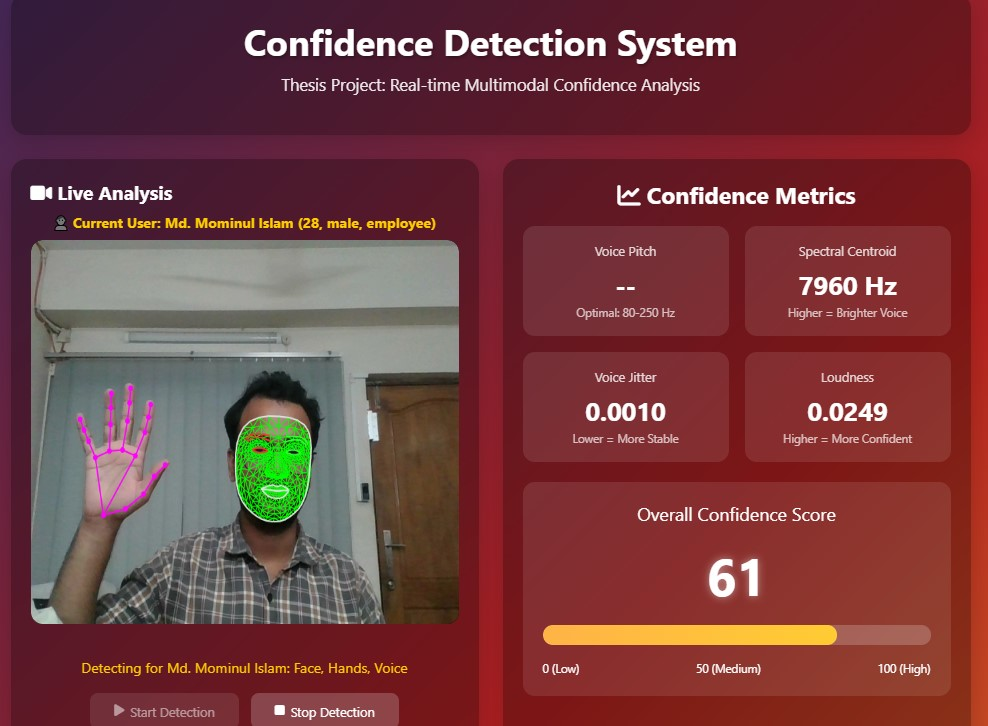 Confidence Detection System
Thesis Project: Real-time Multimodal Confidence Analysis
Live Analysis
Current User: Md. Mominul Islam (28, male, employee)
Detecting for Md. Mominul Islam: Face, Hands, Voice
Start Detection
Stop Detection
Confidence Metrics
Voice Pitch
--
Optimal: 80-250 Hz
Spectral Centroid
7960 Hz
Higher = Brighter Voice
Voice Jitter
0.0010
Lower = More Stable
Loudness
0.0249
Higher = More Confident
Overall Confidence Score
61
0 (Low)
50 (Medium)
100 (High)